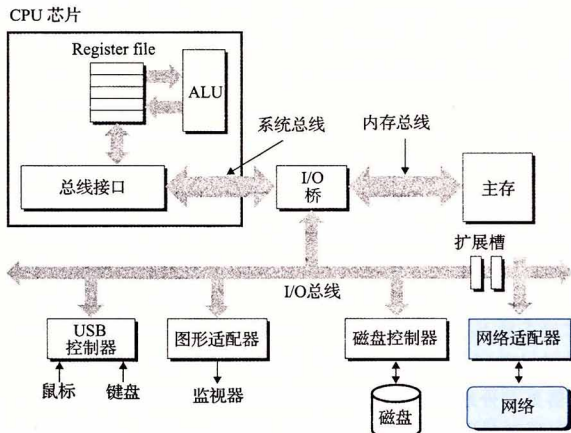 CPU 芯片
Register file
ALU
系统总线
内存总线
总线接口
I/O
桥
主存
扩展槽
I/O总线
USB
控制器
图形适配器
磁盘控制器
网络适配器
鼠标
键盘
监视器
磁盘
网络